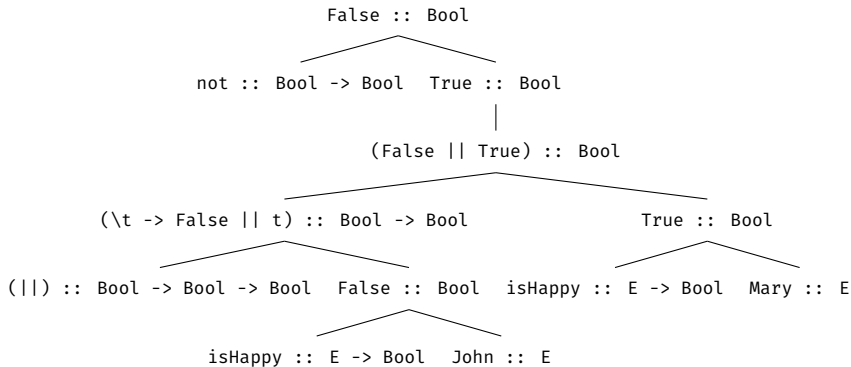 False :: Bool
not :: Bool -> Bool True :: Bool
(False || True) :: Bool
(\t -> False || t) :: Bool -> Bool True :: Bool
(||) :: Bool -> Bool -> Bool False :: Bool isHappy :: E -> Bool Mary :: E
isHappy :: E -> Bool John :: E